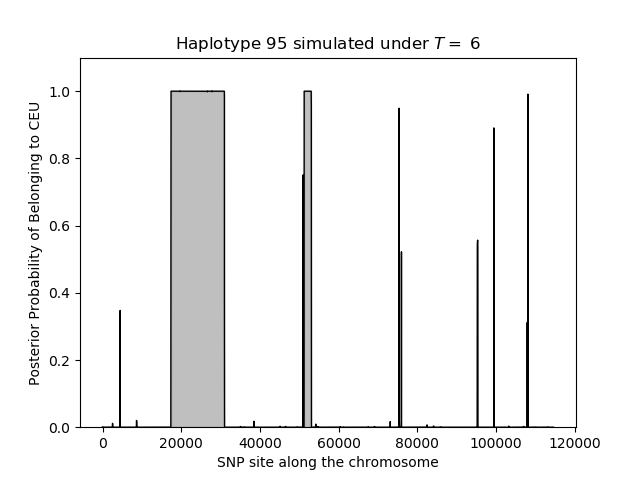 Haplotype 95 simulated under T = 6
Posterior Probability of Belonging to CEU
1.0
0.8
0.6
0.4
0.2
0.0
0 20000 40000 60000 80000 100000 120000
SNP site along the chromosome